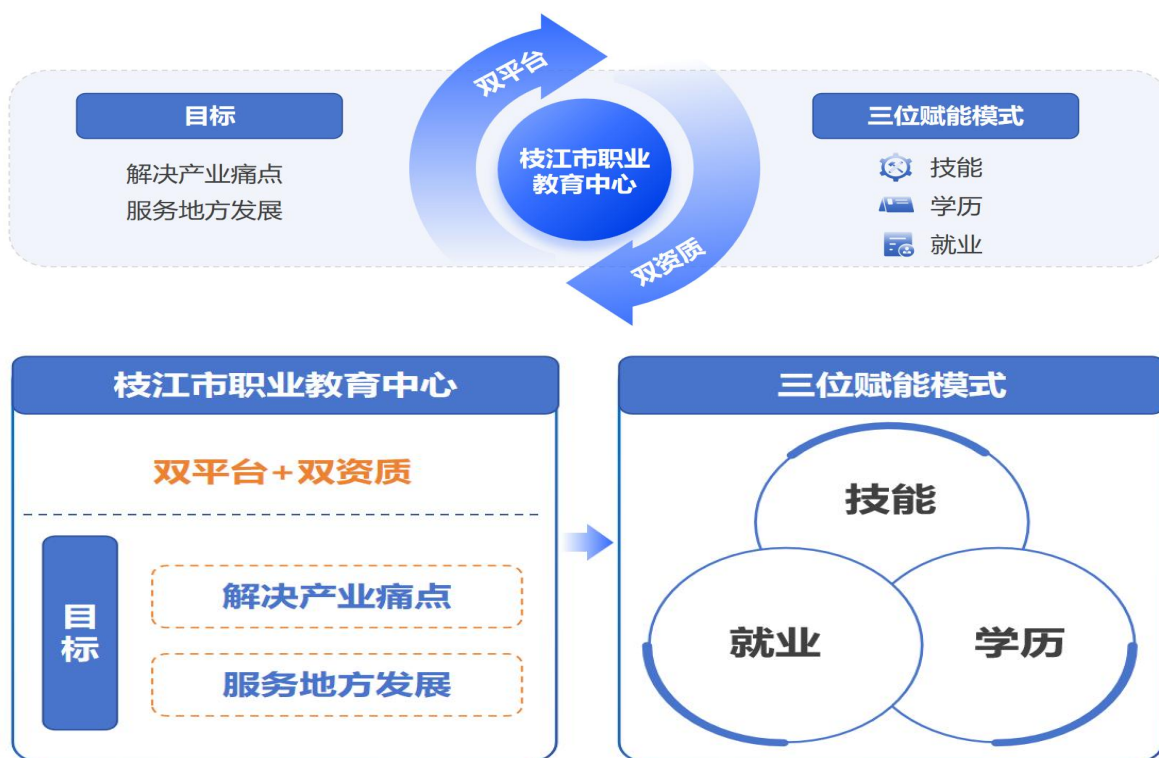 双平台
目标
解决产业痛点
服务地方发展
枝江市职业
教育中心
三位赋能模式
技能
学历
就业
双资质
枝江市职业教育中心
双平台+双资质
目标
解决产业痛点
服务地方发展
三位赋能模式
技能
就业
学历